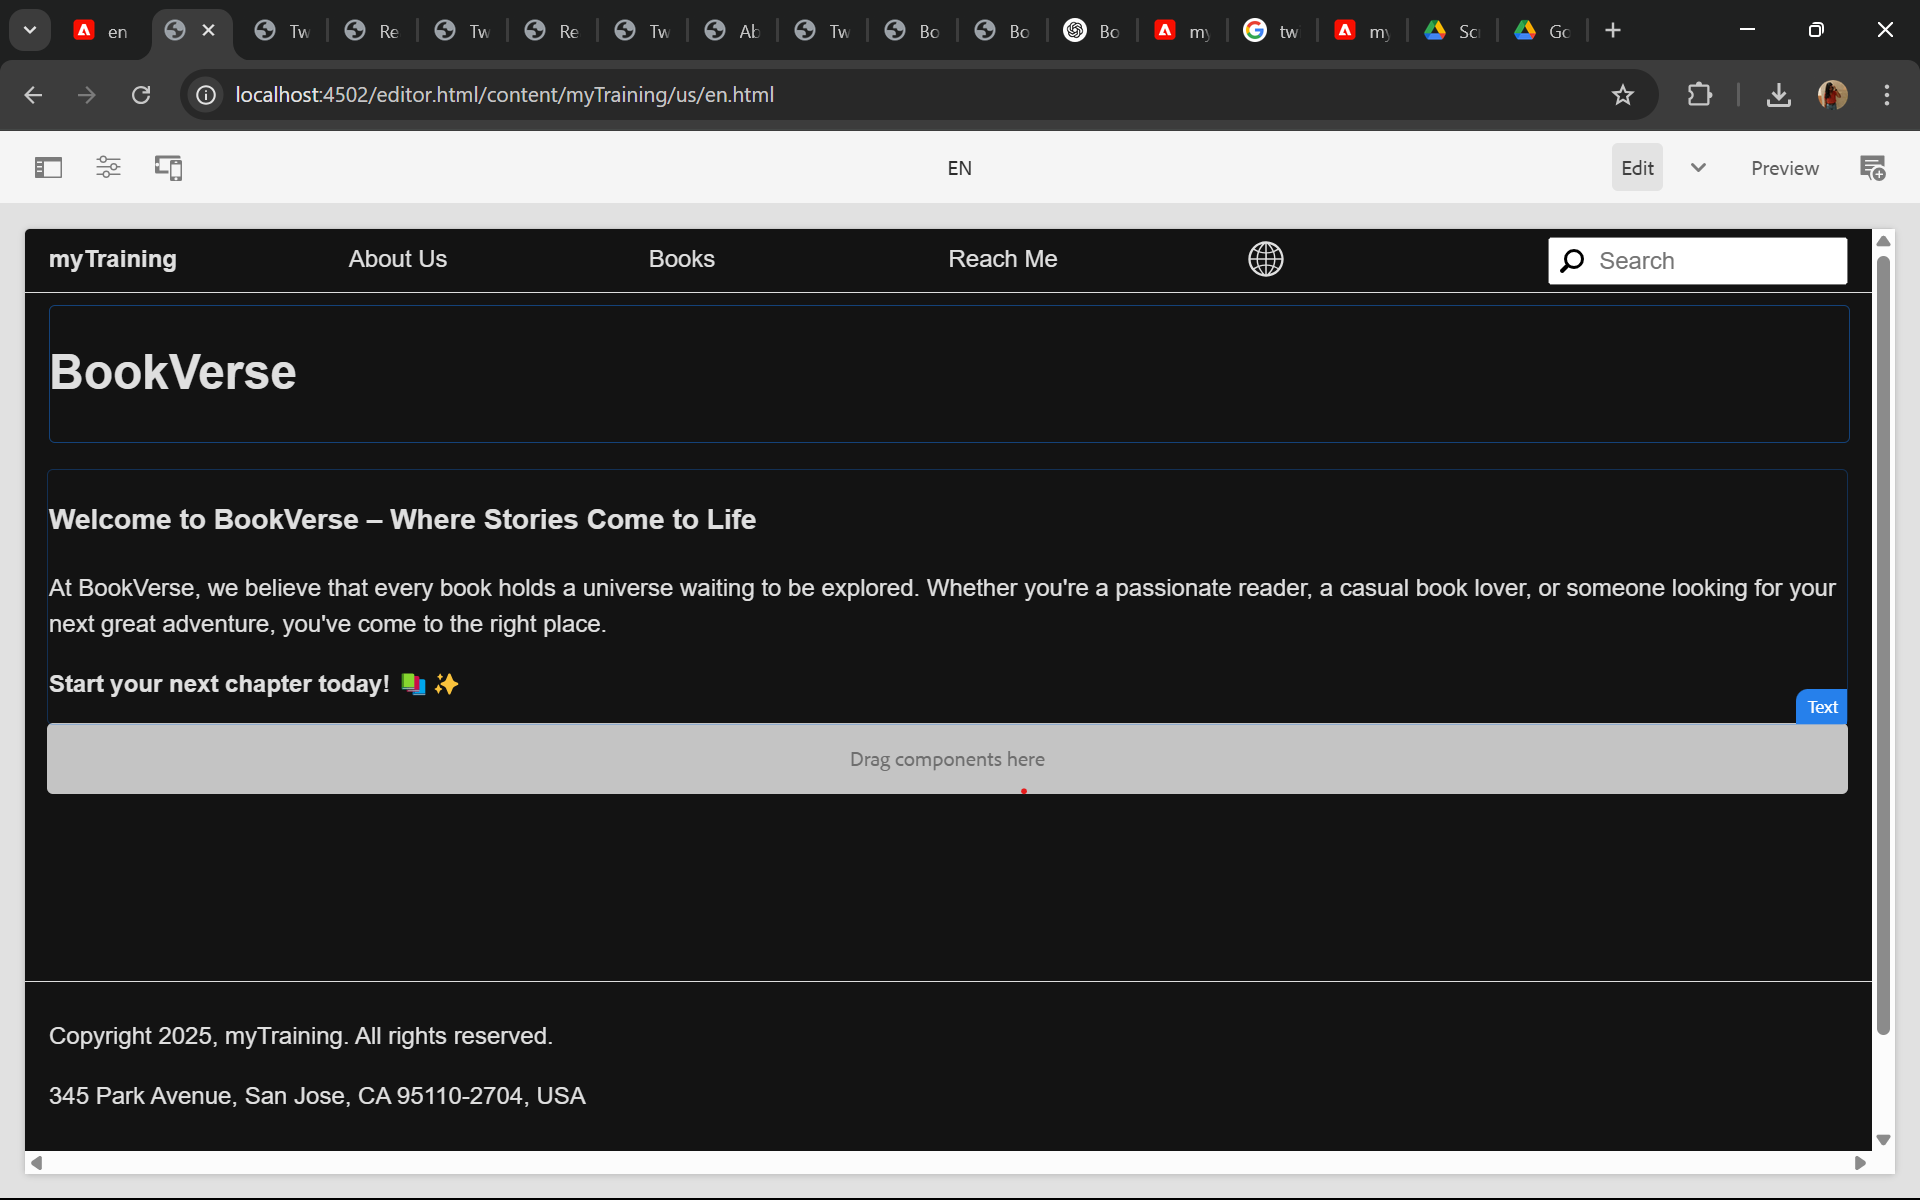 en
Tw
Re
Tw
Re
Tw
Ab
Tw
Bo
Bo
Bo
my
tw
my
Sc
Go
localhost:4502/editor.html/content/myTraining/us/en.html
EN
Edit
Preview
myTraining
About Us
Books
Reach Me
Search
BookVerse
Welcome to BookVerse – Where Stories Come to Life
At BookVerse, we believe that every book holds a universe waiting to be explored. Whether you're a passionate reader, a casual book lover, or someone looking for your
next great adventure, you've come to the right place.
Start your next chapter today! 📚 ✨
Text
Drag components here
Copyright 2025, myTraining. All rights reserved.
345 Park Avenue, San Jose, CA 95110-2704, USA